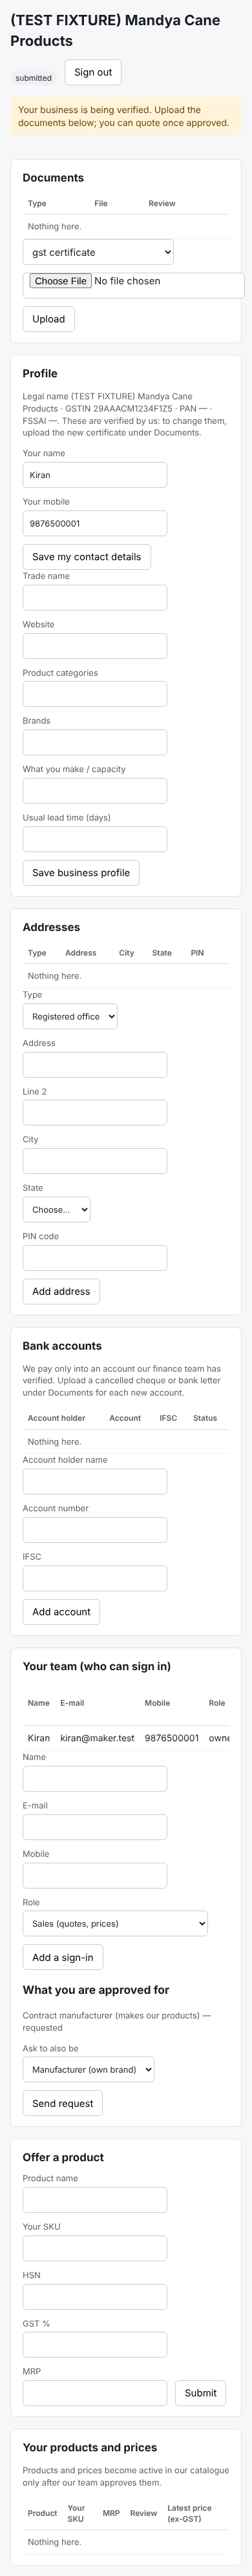 (TEST FIXTURE) Mandya Cane
Products
submitted
Sign out
Your business is being verified. Upload the
documents below; you can quote once approved.
Documents
Type File Review
Nothing here.
gst certificate
Choose File No file chosen
Upload
Profile
Legal name (TEST FIXTURE) Mandya Cane
Products · GSTIN 29AAACM1234F1Z5 · PAN — ·
FSSAI —. These are verified by us: to change them,
upload the new certificate under Documents.
Your name
Kiran
Your mobile
9876500001
Save my contact details
Trade name
Website
Product categories
Brands
What you make / capacity
Usual lead time (days)
Save business profile
Addresses
Type Address City State PIN
Nothing here.
Type
Registered office
Address
Line 2
City
State
Choose...
PIN code
Add address
Bank accounts
We pay only into an account our finance team has
verified. Upload a cancelled cheque or bank letter
under Documents for each new account.
Account holder Account IFSC Status
Nothing here.
Account holder name
Account number
IFSC
Add account
Your team (who can sign in)
Name E-mail Mobile Role
Kiran kiran@maker.test 9876500001
Name
E-mail
Mobile
Role
Sales (quotes, prices)
Add a sign-in
What you are approved for
Contract manufacturer (makes our products) —
requested
Ask to also be
Manufacturer (own brand)
Send request
Offer a product
Product name
Your SKU
HSN
GST %
MRP
Submit
Your products and prices
Products and prices become active in our catalogue
only after our team approves them.
Product Your SKU MRP Review Latest price (ex-GST)
Nothing here.